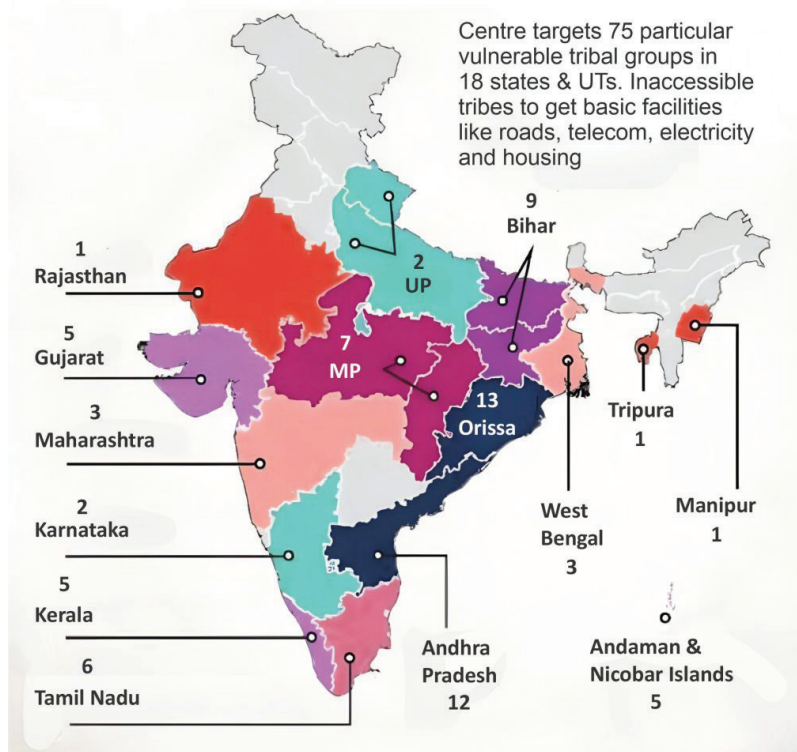 Centre targets 75 particular
vulnerable tribal groups in
18 states & UTs. Inaccessible
tribes to get basic facilities
like roads, telecom, electricity
and housing
9
Bihar
2
UP
1
Rajasthan
5
Gujarat
7
MP
13
Orissa
3
Maharashtra
Tripura
1
Manipur
1
West
Bengal
3
2
Karnataka
5
Kerala
6
Tamil Nadu
Andhra
Pradesh
12
Andaman &
Nicobar Islands
5